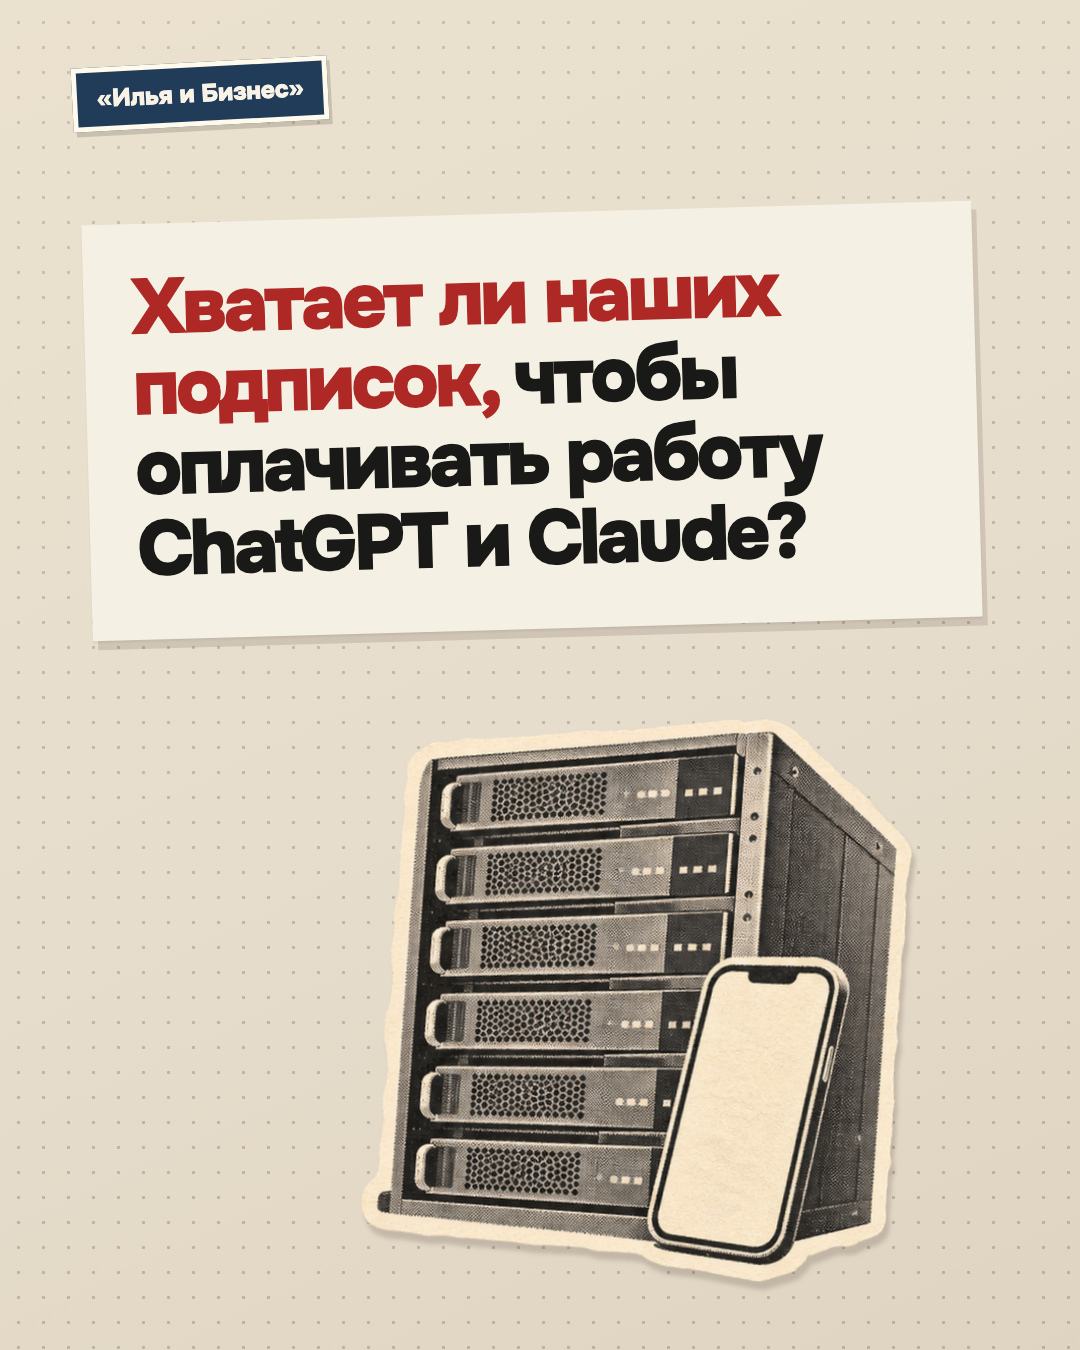 «Илья и Бизнес»
Хватает ли наших
подписок, чтобы
оплачивать работу
ChatGPT и Claude?